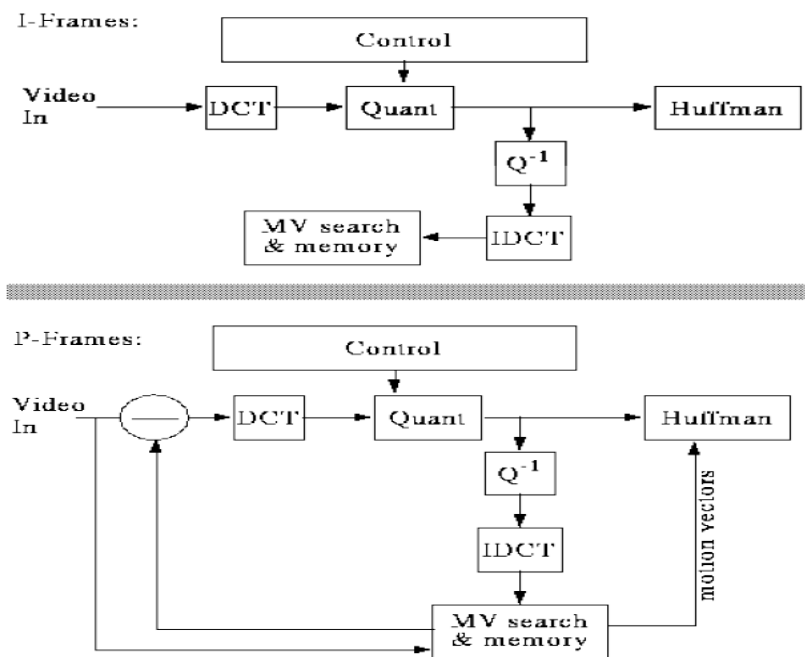 I-Frames:
Control
Video
In
DCT
Quant
Huffman
Q-1
MV search
& memory
IDCT
P-Frames:
Control
Video
In
DCT
Quant
Huffman
Q-1
IDCT
motion vectors
MV search
& memory